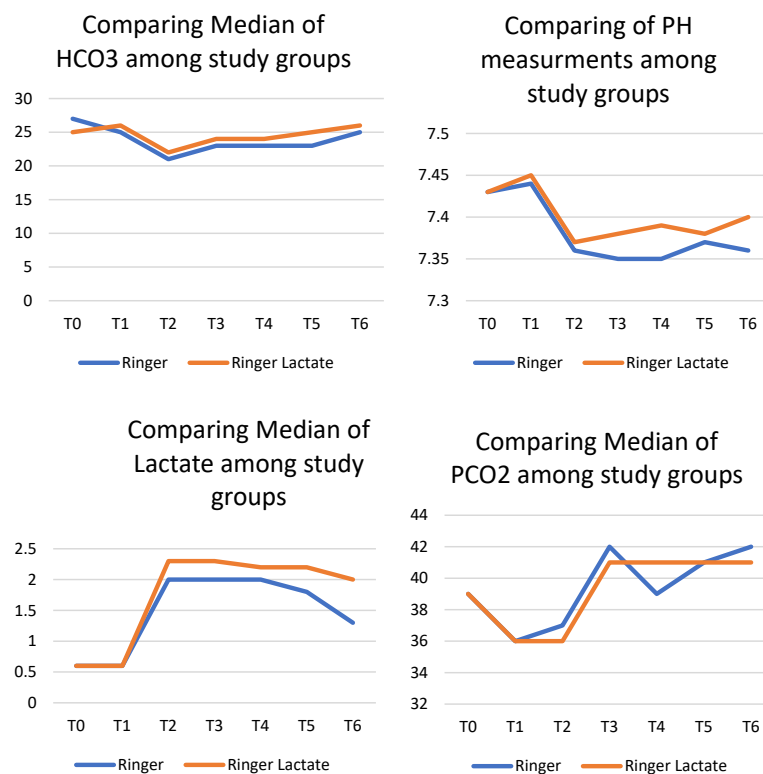 Comparing Median of
HCO3 among study groups
30
25
20
15
10
5
0
T0 T1 T2 T3 T4 T5 T6
Ringer Ringer Lactate
Comparing of PH
measurments among
study groups
7.5
7.45
7.4
7.35
7.3
T0 T1 T2 T3 T4 T5 T6
Ringer Ringer Lactate
Comparing Median of
Lactate among study
groups
2.5
2
1.5
1
0.5
0
T0 T1 T2 T3 T4 T5 T6
Ringer Ringer Lactate
Comparing Median of
PCO2 among study groups
44
42
40
38
36
34
32
T0 T1 T2 T3 T4 T5 T6
Ringer Ringer Lactate